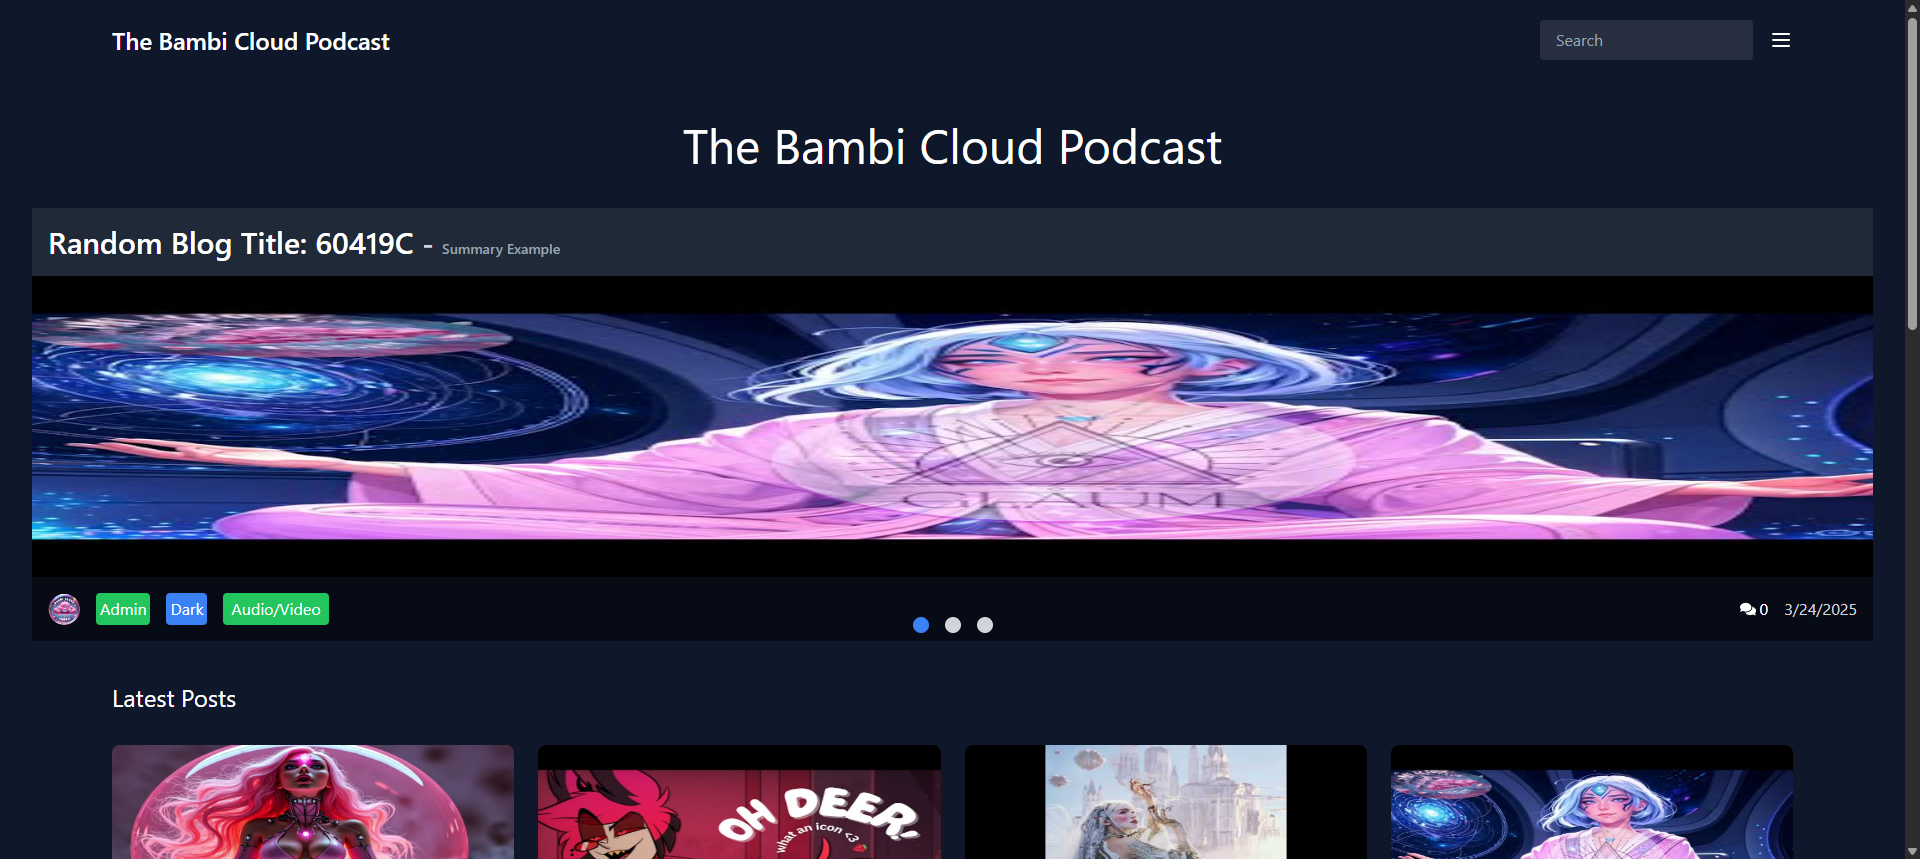 The Bambi Cloud Podcast
Search
The Bambi Cloud Podcast
Random Blog Title: 60419C - Summary Example
Admin Dark Audio/Video
0 3/24/2025
Latest Posts
OH DEER!
what an icon <3